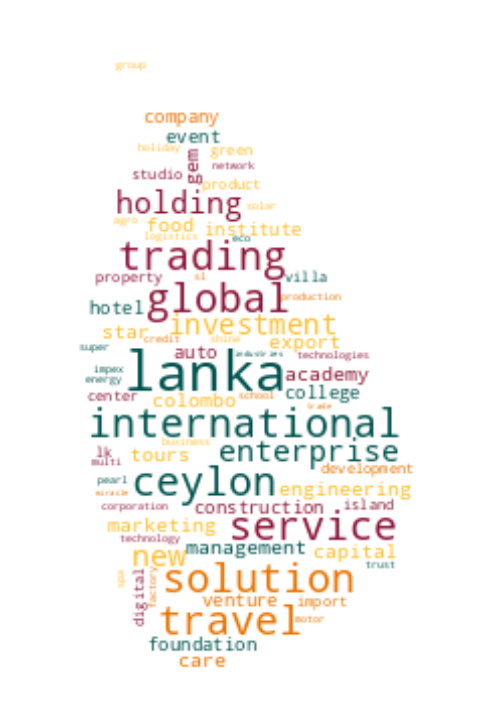 group
company
event
holiday gem green
studio network
product
holding solar
agro food institute
logistics eco
trading
property sl villa
hotel global production
star investment
credit shine export
super auto industries technologies
impex lanka academy
energy
center colombo school college
trade
international
business
lk tours enterprise
multi development
pearl ceylon engineering
miracle
corporation construction island
marketing service
technology
new management capital
trust
digital spa factory solution
venture import
travel motor
foundation
care